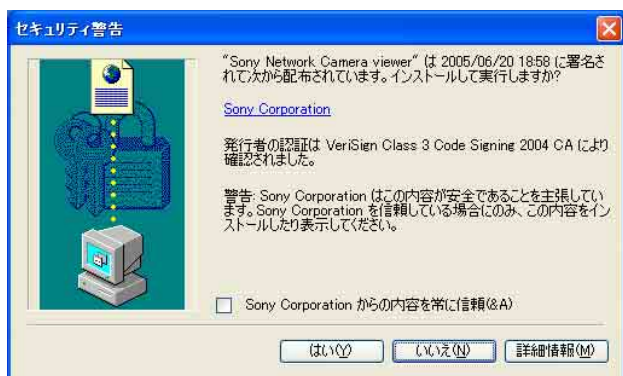 セキュリティ警告
"Sony Network Camera viewer" は 2005/06/20 18:58 に署名さ
れて次から配布されています。インストールして実行しますか?
Sony Corporation
発行者の認証は VeriSign Class 3 Code Signing 2004 CA により
確認されました。
警告: Sony Corporation はこの内容が安全であることを主張してい
ます。Sony Corporation を信頼している場合にのみ、この内容をイン
ストールしたり表示してください。
Sony Corporation からの内容を常に信頼(&A)
はい(Y)
いいえ(N)
詳細情報(M)